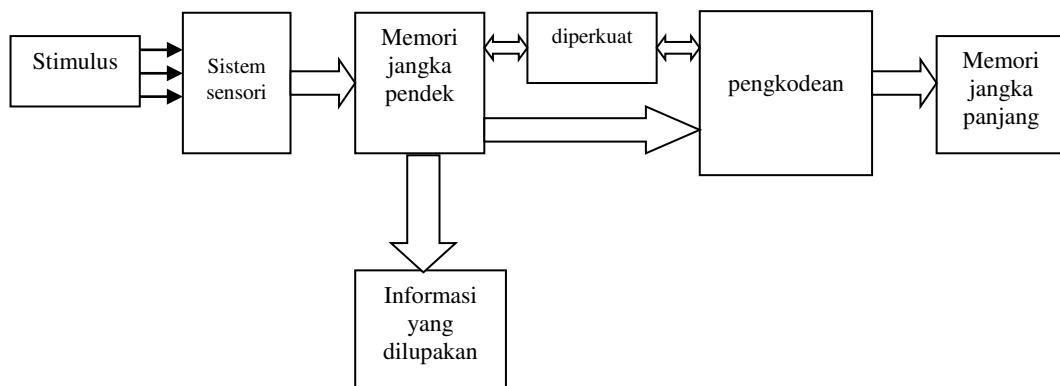 Stimulus
Sistem
sensori
Memori
jangka
pendek
diperkuat
pengkodean
Memori
jangka
panjang
Informasi
yang
dilupakan